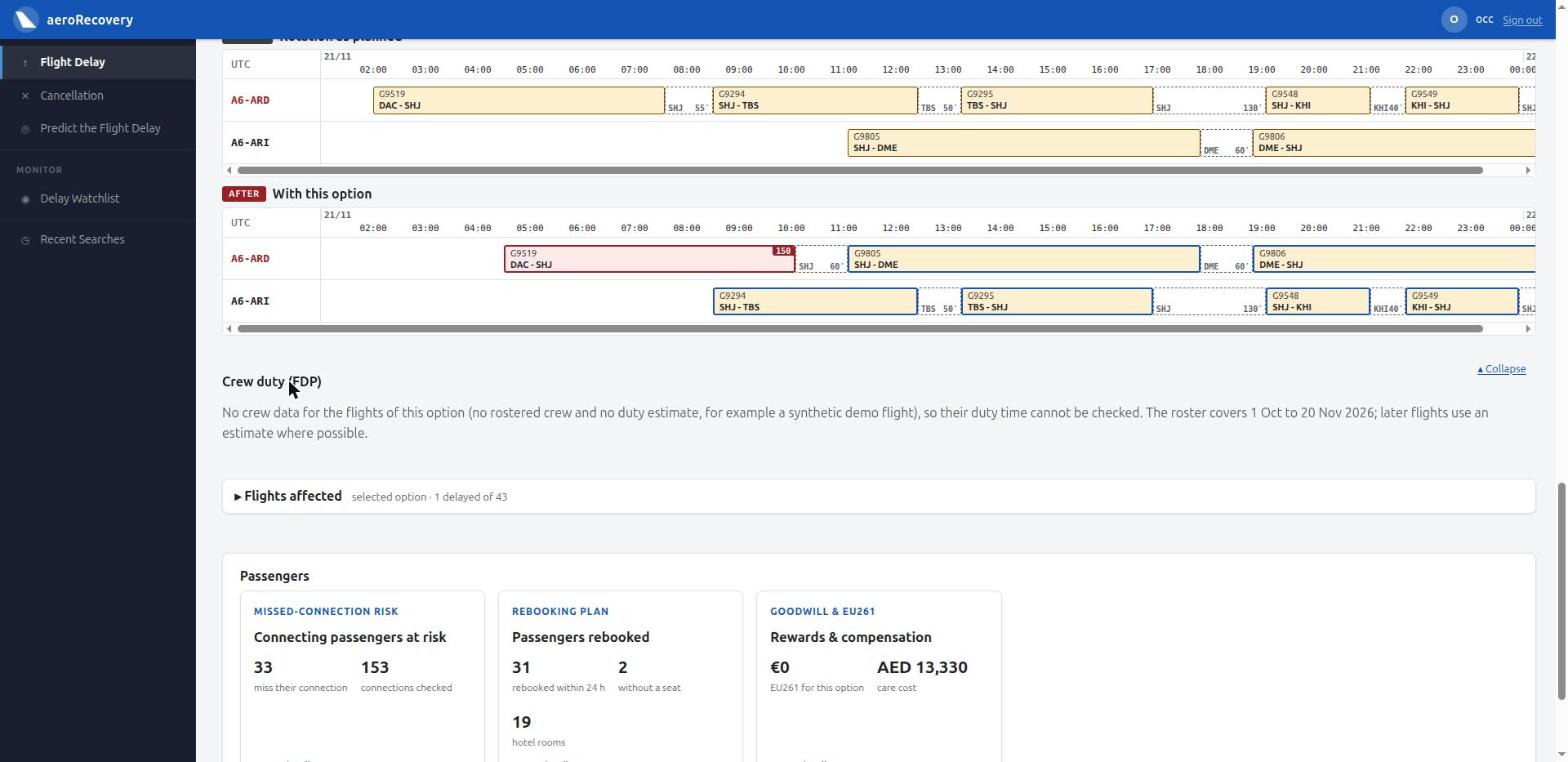 aeroRecovery
O OCC Sign out
Flight Delay
Cancellation
Predict the Flight Delay
MONITOR
Delay Watchlist
Recent Searches
Rotation as planned
UTC
21/11
22
02:00 03:00 04:00 05:00 06:00 07:00 08:00 09:00 10:00 11:00 12:00 13:00 14:00 15:00 16:00 17:00 18:00 19:00 20:00 21:00 22:00 23:00 00:00
A6-ARD
G9519
DAC - SHJ
SHJ 55'
G9294
SHJ - TBS
TBS 50'
G9295
TBS - SHJ
SHJ 130'
G9548
SHJ - KHI
KHI40'
G9549
KHI - SHJ
SHJ
A6-ARI
G9805
SHJ - DME
DME 60'
G9806
DME - SHJ
AFTER With this option
UTC
21/11
22
02:00 03:00 04:00 05:00 06:00 07:00 08:00 09:00 10:00 11:00 12:00 13:00 14:00 15:00 16:00 17:00 18:00 19:00 20:00 21:00 22:00 23:00 00:00
A6-ARD
G9519 150
DAC - SHJ
SHJ 60'
G9805
SHJ - DME
DME 60'
G9806
DME - SHJ
A6-ARI
G9294
SHJ - TBS
TBS 50'
G9295
TBS - SHJ
SHJ 130'
G9548
SHJ - KHI
KHI40'
G9549
KHI - SHJ
SHJ
▴ Collapse
Crew duty (FDP)
No crew data for the flights of this option (no rostered crew and no duty estimate, for example a synthetic demo flight), so their duty time cannot be checked. The roster covers 1 Oct to 20 Nov 2026; later flights use an
estimate where possible.
▸ Flights affected selected option · 1 delayed of 43
Passengers
MISSED-CONNECTION RISK
Connecting passengers at risk
33 153
miss their connection connections checked
REBOOKING PLAN
Passengers rebooked
31 2
rebooked within 24 h without a seat
19
hotel rooms
GOODWILL & EU261
Rewards & compensation
€0 AED 13,330
EU261 for this option care cost